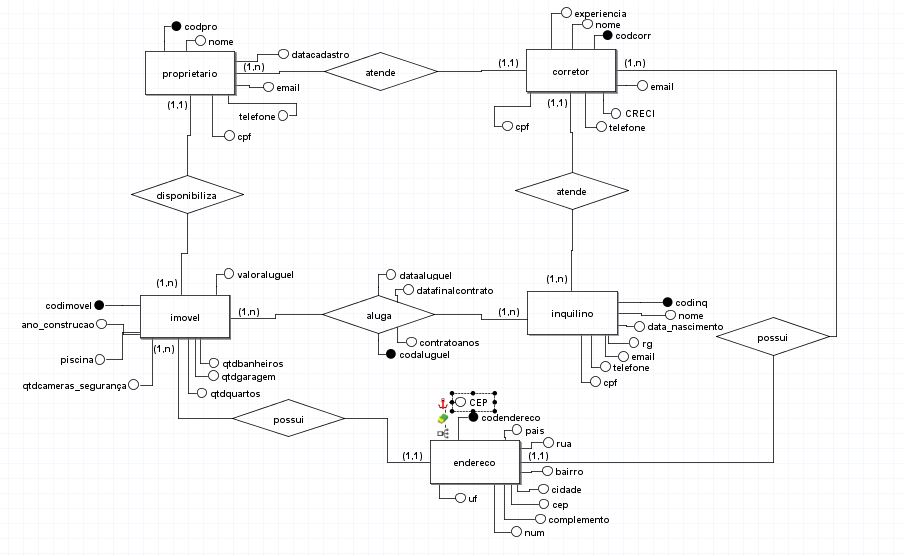 experiencia
nome
codcorr
codpro
nome
datacadastro
proprietario
(1,n)
atende
(1,1)
corretor
(1,n)
email
email
(1,1)
telefone
cpf
(1,1)
CRECI
cpf
telefone
disponibiliza
atende
(1,n)
valoraluguel
dataaluguel
datafinalcontrato
(1,n)
codimovel
imovel
(1,n)
aluga
(1,n)
inquilino
codinq
nome
data_nascimento
ano_construcao
contratoanos
rg
possui
piscina
(1,n)
codaluguel
email
qtdbanheiros
telefone
qtdgaragem
cpf
qtdcameras_segurança
qtdquartos
CEP
possui
codendereco
pais
rua
(1,1)
endereco
(1,1)
bairro
cidade
uf
cep
complemento
num